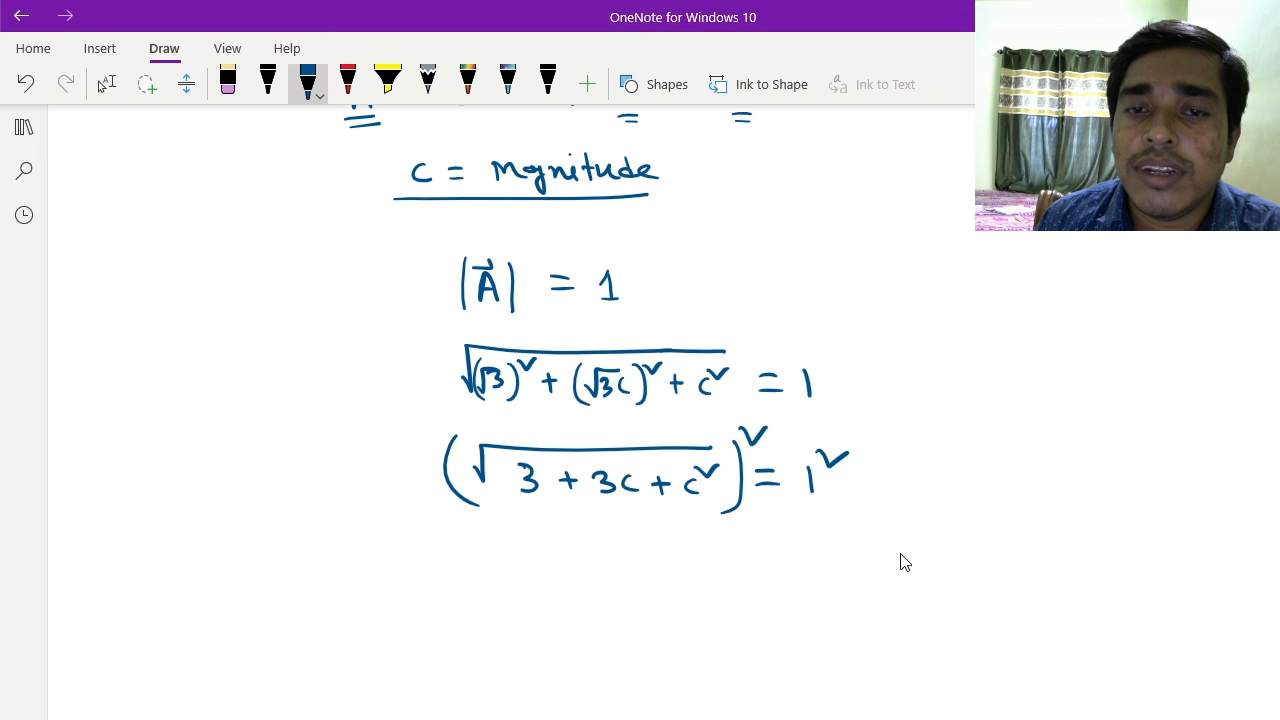 OneNote for Windows 10
Home Insert Draw View Help
Shapes Ink to Shape Ink to Text
c = Mgnitude
|A⃗| = 1
√(√3)² + (√3c)² + c² = 1
(√3 + 3c + c²)² = 1²